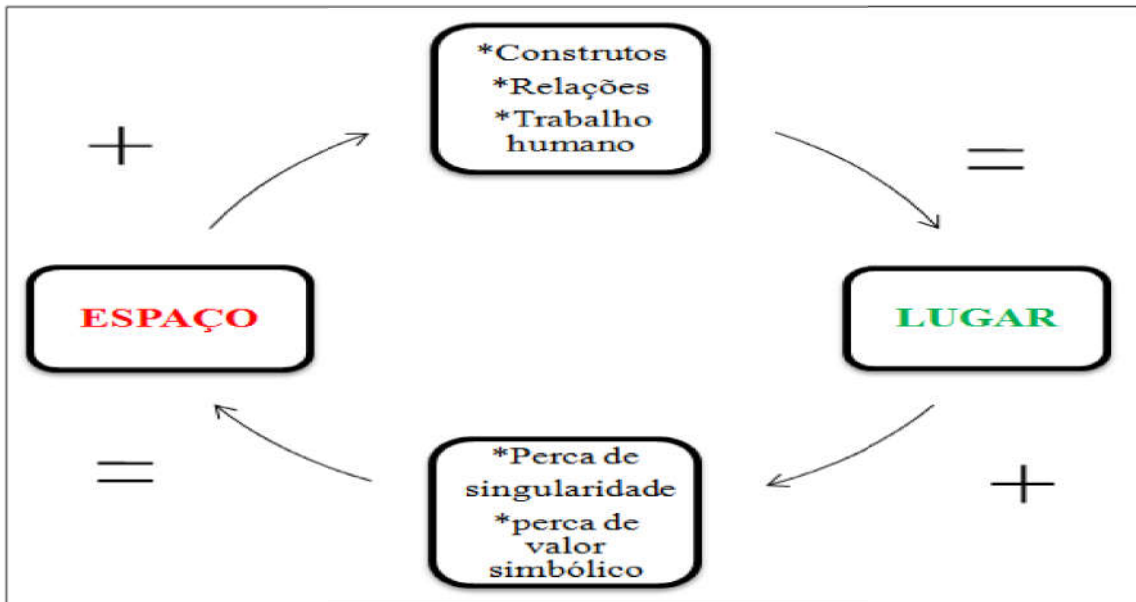 *Construtos
*Relações
*Trabalho
humano
+
=
ESPAÇO
LUGAR
=
*Perca de
singularidade
*perca de
valor
simbólico
+